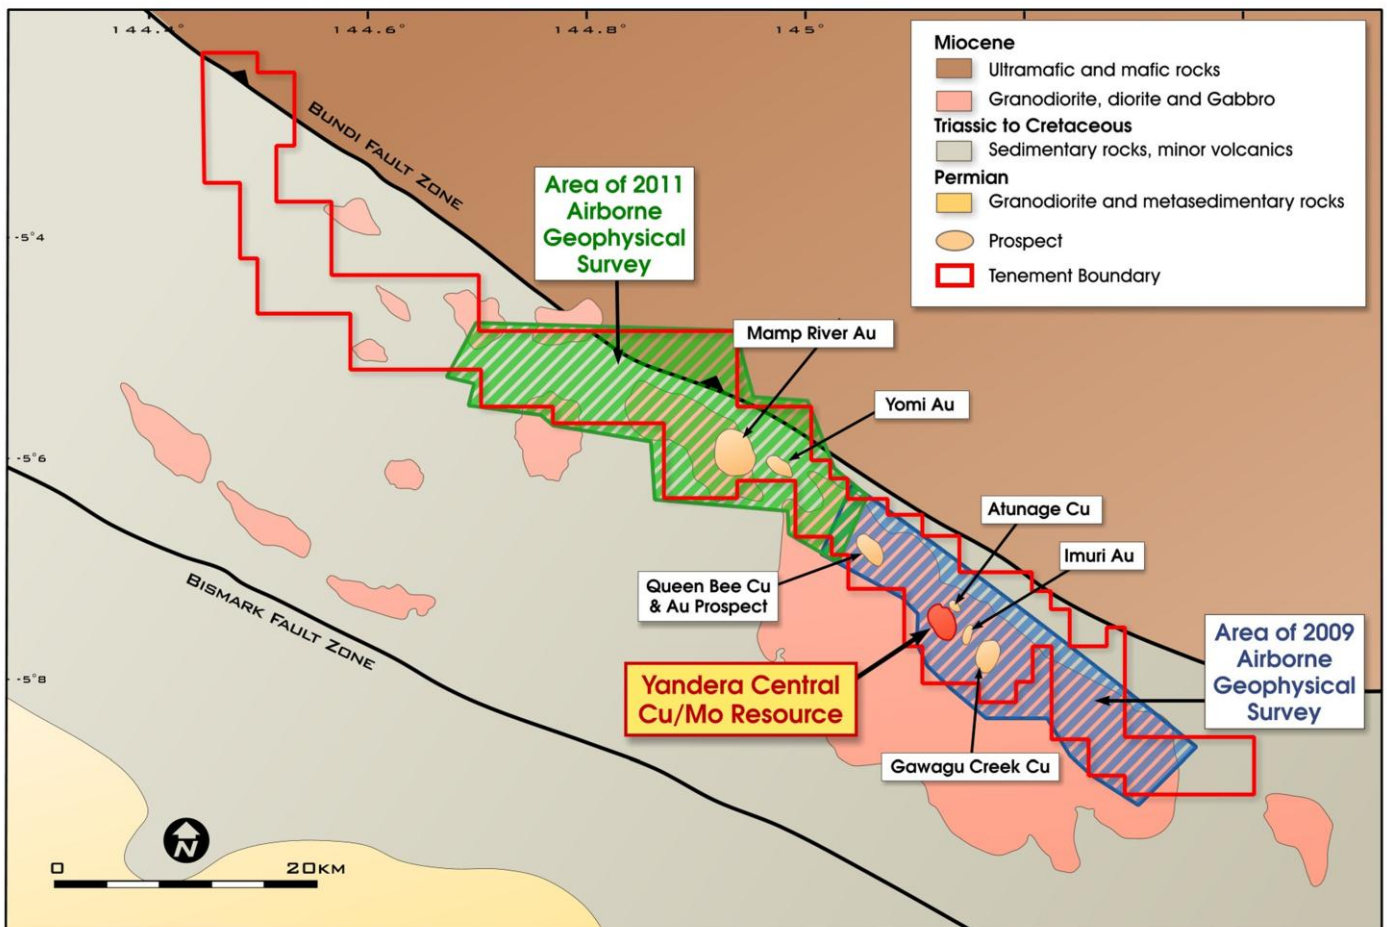 144.4°
144.6°
144.8°
145°
Miocene
Ultramafic and mafic rocks
Granodiorite, diorite and Gabbro
Triassic to Cretaceous
Sedimentary rocks, minor volcanics
Permian
Granodiorite and metasedimentary rocks
Prospect
Tenement Boundary
BUNDI FAULT ZONE
Area of 2011
Airborne
Geophysical
Survey
-5°4
Mamp River Au
Yomi Au
-5°6
Atunage Cu
Imuri Au
Queen Bee Cu
& Au Prospect
BISMARK FAULT ZONE
Area of 2009
Airborne
Geophysical
Survey
-5°8
Yandera Central
Cu/Mo Resource
Gawagu Creek Cu
N
0
20KM